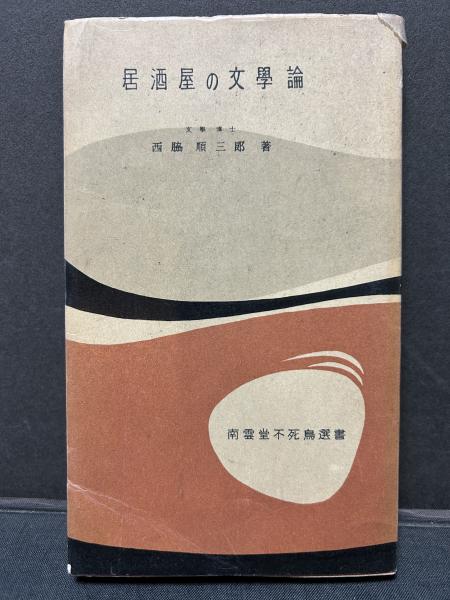 居酒屋の文學論
文學博士
西脇順三郎著
南雲堂不死鳥選書